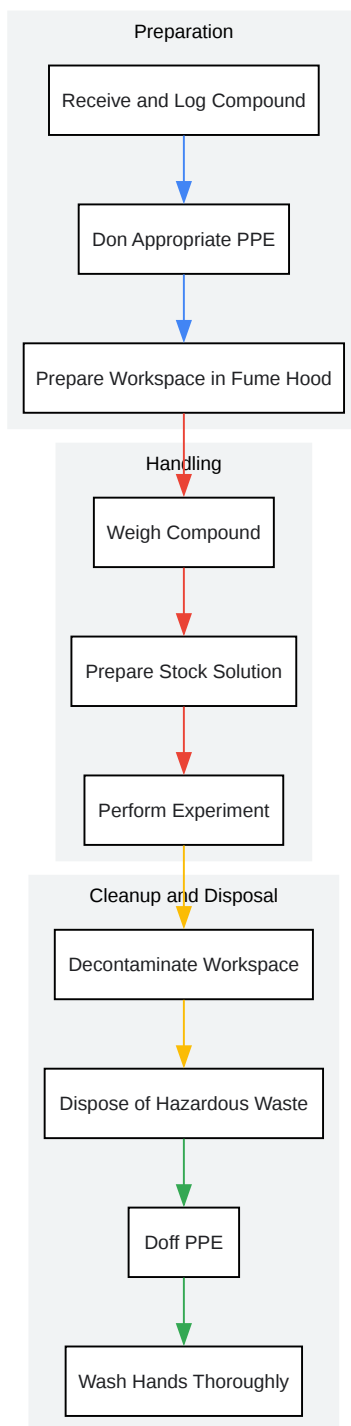 Preparation
Receive and Log Compound
Don Appropriate PPE
Prepare Workspace in Fume Hood
Handling
Weigh Compound
Prepare Stock Solution
Perform Experiment
Cleanup and Disposal
Decontaminate Workspace
Dispose of Hazardous Waste
Doff PPE
Wash Hands Thoroughly